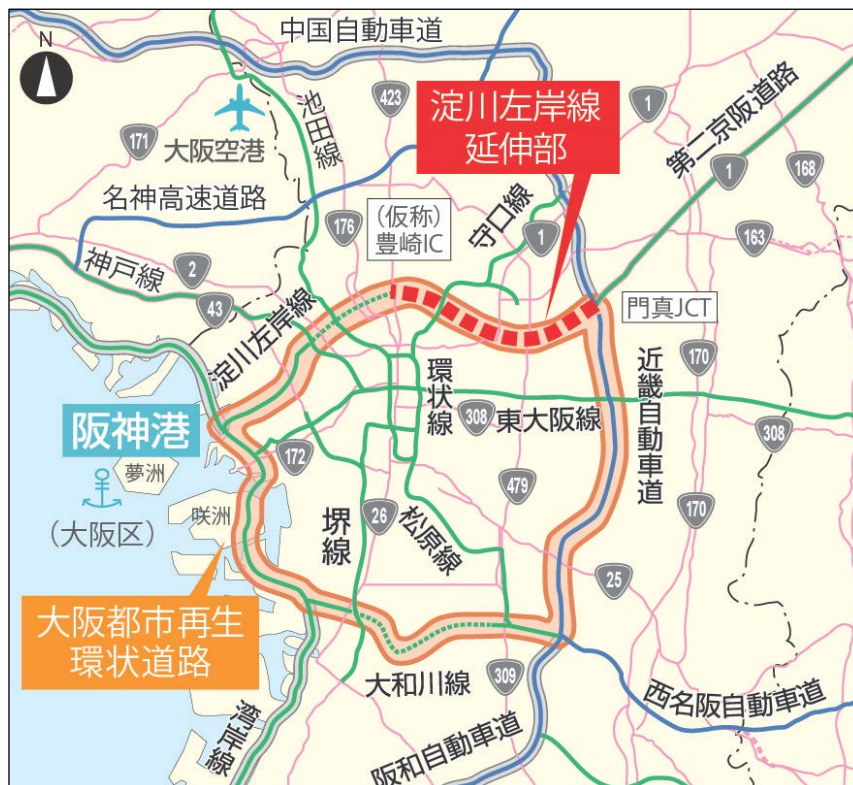 N
中国自動車道
423
淀川左岸線
延伸部
1
第二京阪道路
171
大阪空港
池田線
1
168
名神高速道路
176
(仮称)
豊崎IC
守口線
1
163
神戸線
2
43
淀川左岸線
門真JCT
170
環状線
近畿自動車道
阪神港
308
東大阪線
308
172
夢洲
479
170
(大阪区)
咲洲
堺線
26
松原線
25
大阪都市再生
環状道路
大和川線
309
西名阪自動車道
湾岸線
阪和自動車道